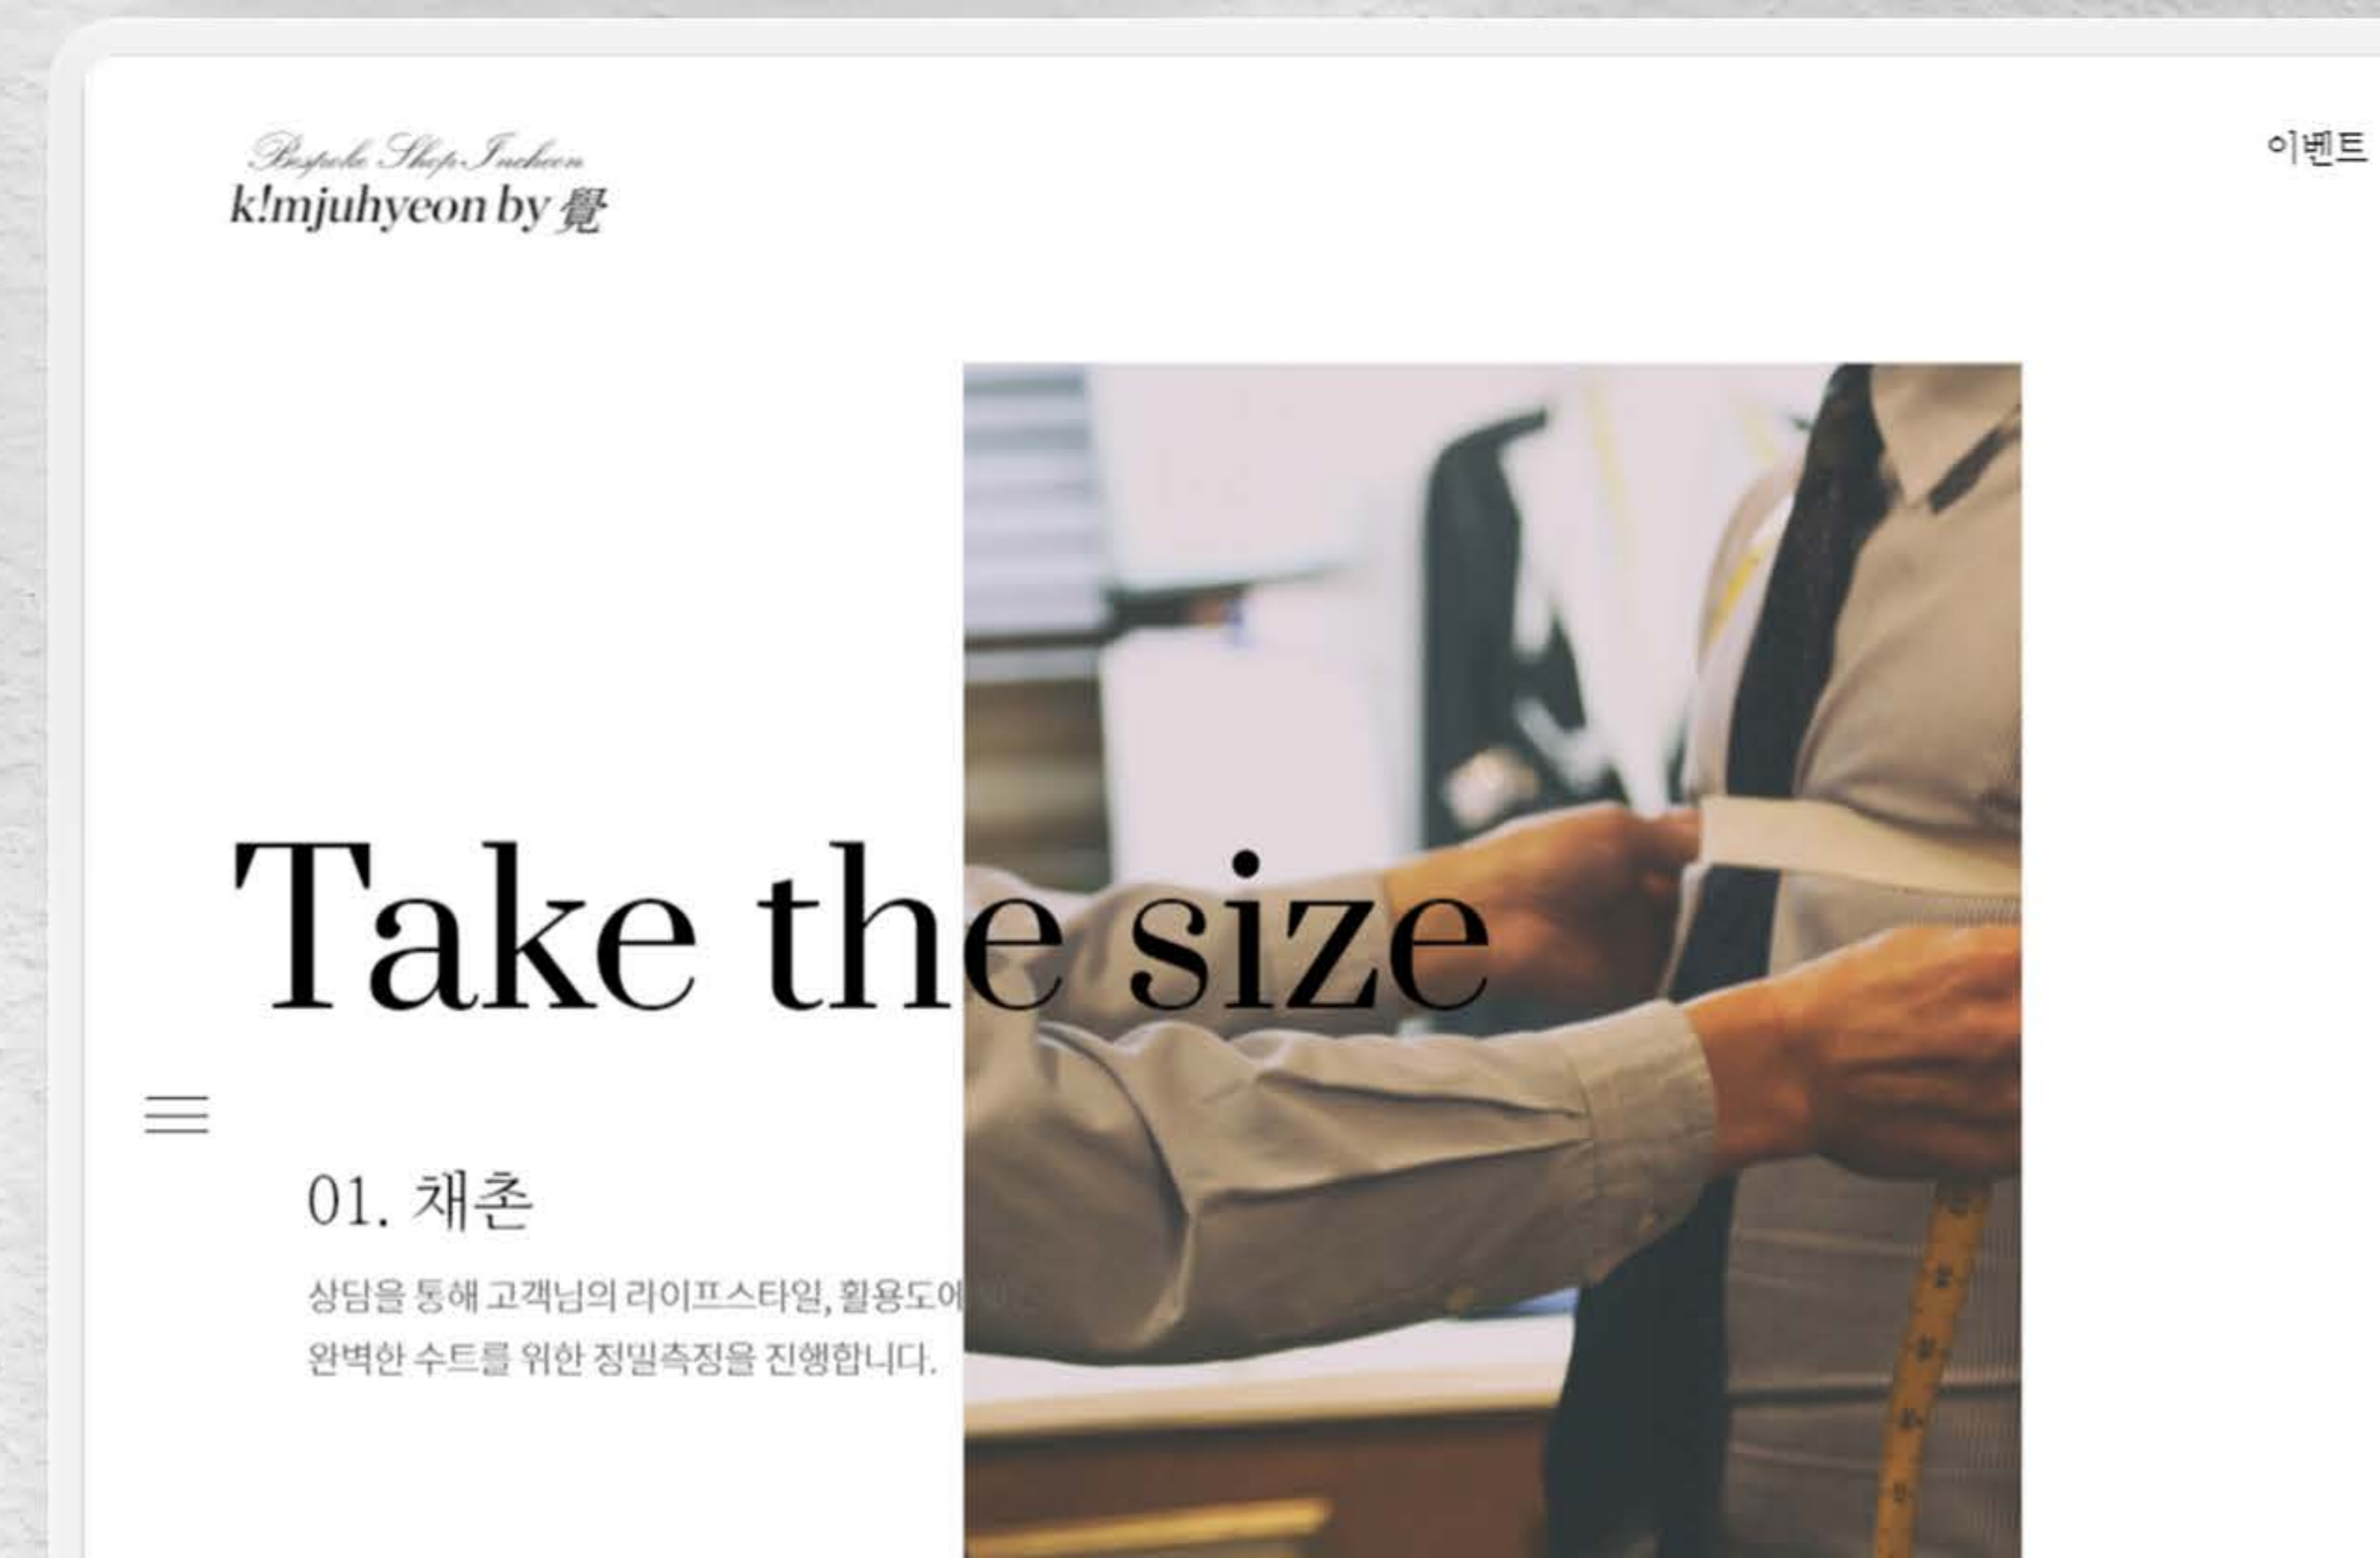 Bespoke Shop Incheon
k!mjuhyeon by 覺
이벤트
Take the size
01. 채촌
상담을 통해 고객님의 라이프스타일, 활용도에
완벽한 수트를 위한 정밀측정을 진행합니다.